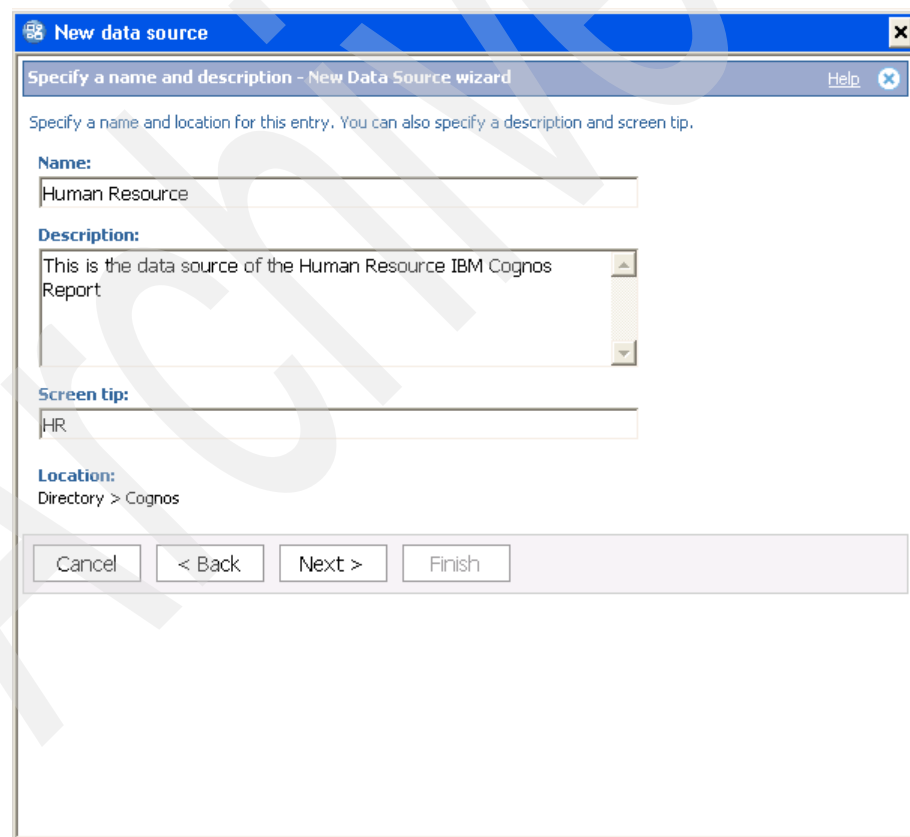 New data source
Specify a name and description - New Data Source wizard Help
Specify a name and location for this entry. You can also specify a description and screen tip.
Name:
Human Resource
Description:
This is the data source of the Human Resource IBM Cognos
Report
Screen tip:
HR
Location:
Directory > Cognos
Cancel < Back Next > Finish
Archive